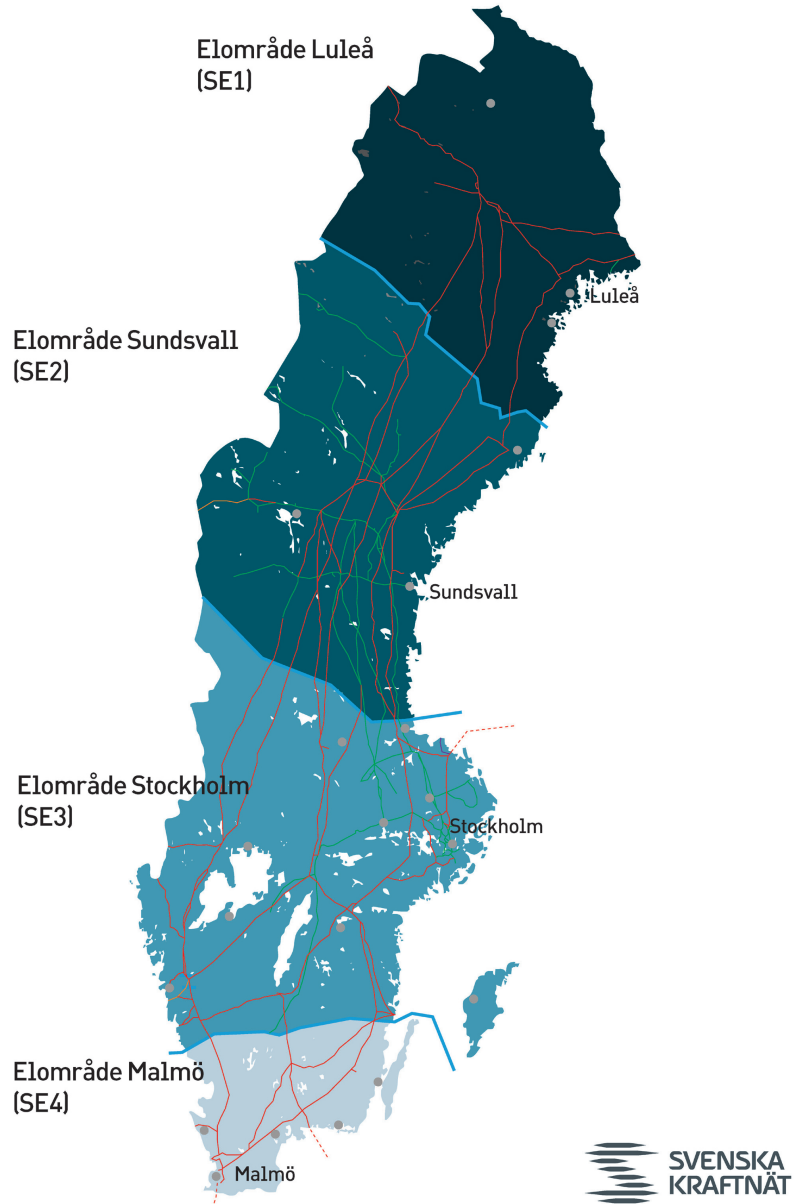 Elområde Luleå
(SE1)
Luleå
Elområde Sundsvall
(SE2)
Sundsvall
Elområde Stockholm
(SE3)
Stockholm
Elområde Malmö
(SE4)
Malmö
SVENSKA
KRAFTNÄT